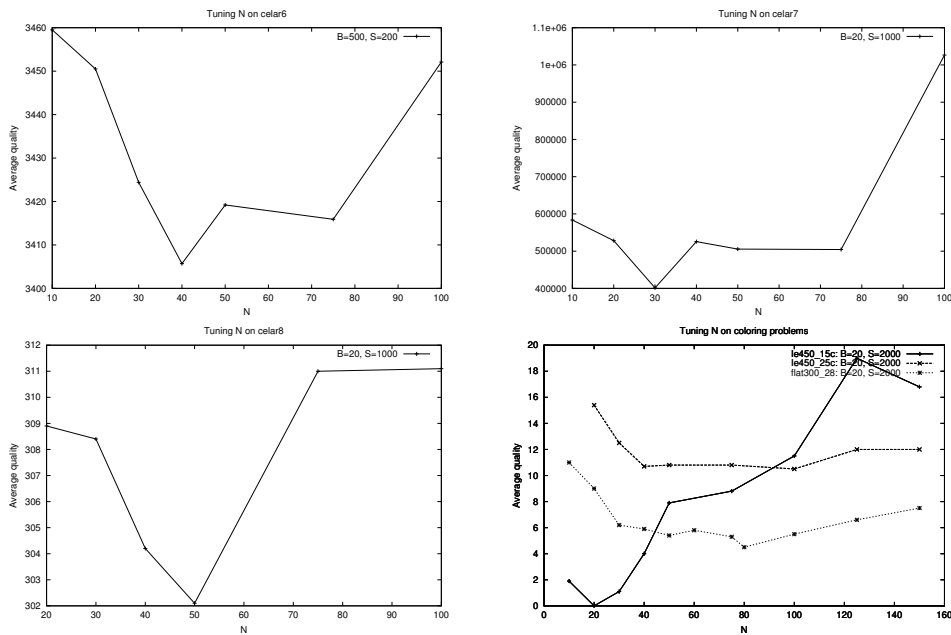 Tuning N on celar6
B=500, S=200
Average quality
3460
3450
3440
3430
3420
3410
3400
10 20 30 40 50 60 70 80 90 100
N
Tuning N on celar7
B=20, S=1000
Average quality
1.1e+06
1e+06
900000
800000
700000
600000
500000
400000
10 20 30 40 50 60 70 80 90 100
N
Tuning N on celar8
B=20, S=1000
Average quality
312
311
310
309
308
307
306
305
304
303
302
20 30 40 50 60 70 80 90 100
N
Tuning N on coloring problems
le450_15c: B=20, S=2000
le450_25c: B=20, S=2000
flat300_28: B=20, S=2000
Average quality
20
18
16
14
12
10
8
6
4
2
0
0 20 40 60 80 100 120 140 160
N